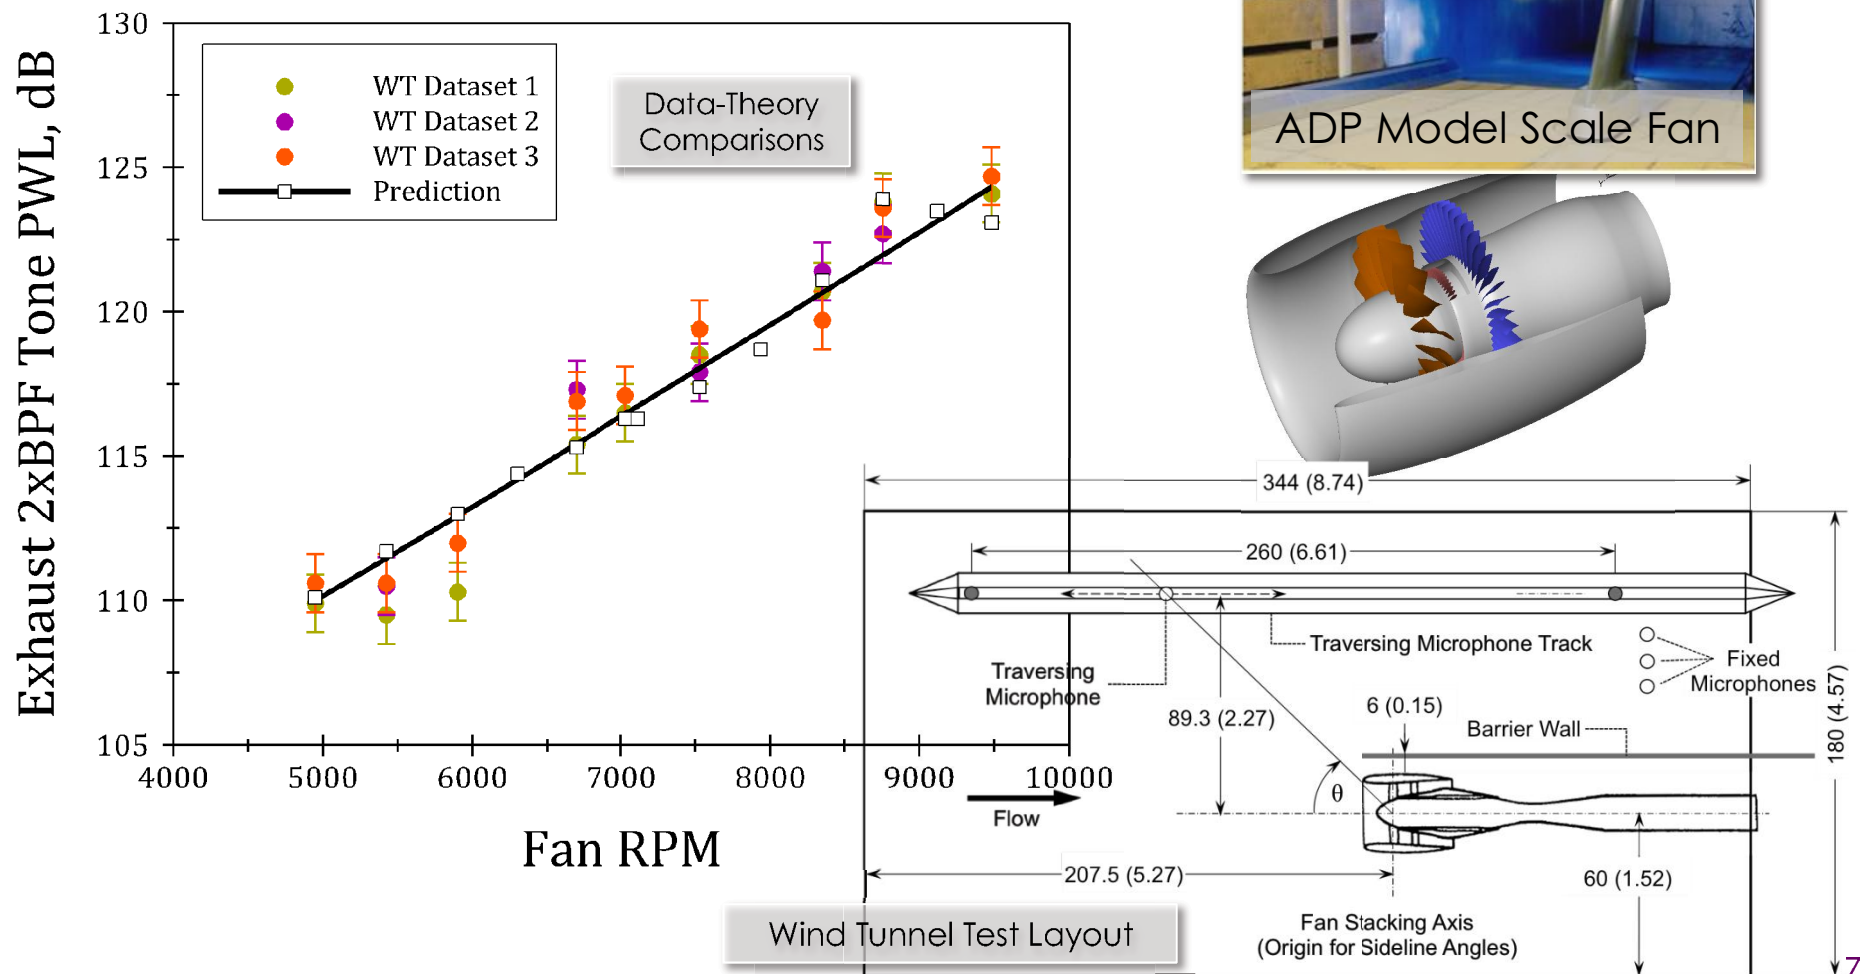 Exhaust 2xBPF Tone PWL, dB
130
125
120
115
110
105
WT Dataset 1
WT Dataset 2
WT Dataset 3
Prediction
Data-Theory
Comparisons
4000
5000
6000
7000
8000
9000
10000
Fan RPM
ADP Model Scale Fan
344 (8.74)
260 (6.61)
Traversing Microphone Track
Traversing
Microphone
Fixed
Microphones
89.3 (2.27)
6 (0.15)
Barrier Wall
180 (4.57)
θ
Flow
207.5 (5.27)
60 (1.52)
Fan Stacking Axis
(Origin for Sideline Angles)
Wind Tunnel Test Layout
7